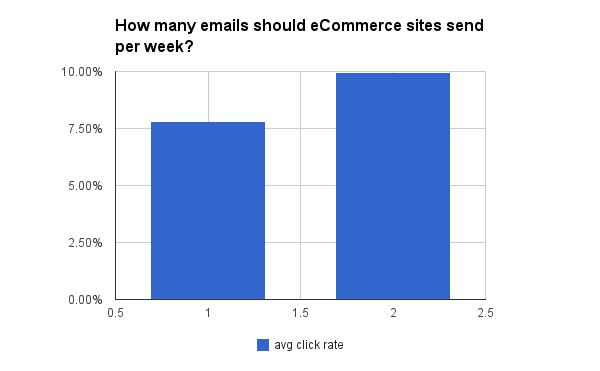 How many emails should eCommerce sites send
per week?
10.00%
7.50%
5.00%
2.50%
0.00%
0.5 1 1.5 2 2.5
avg click rate